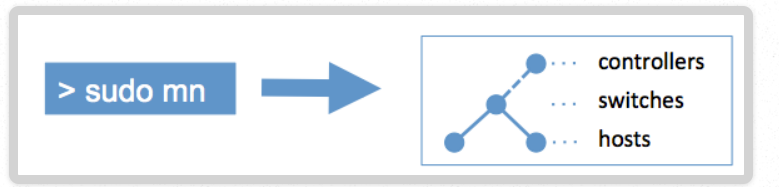 > sudo mn
controllers
switches
hosts